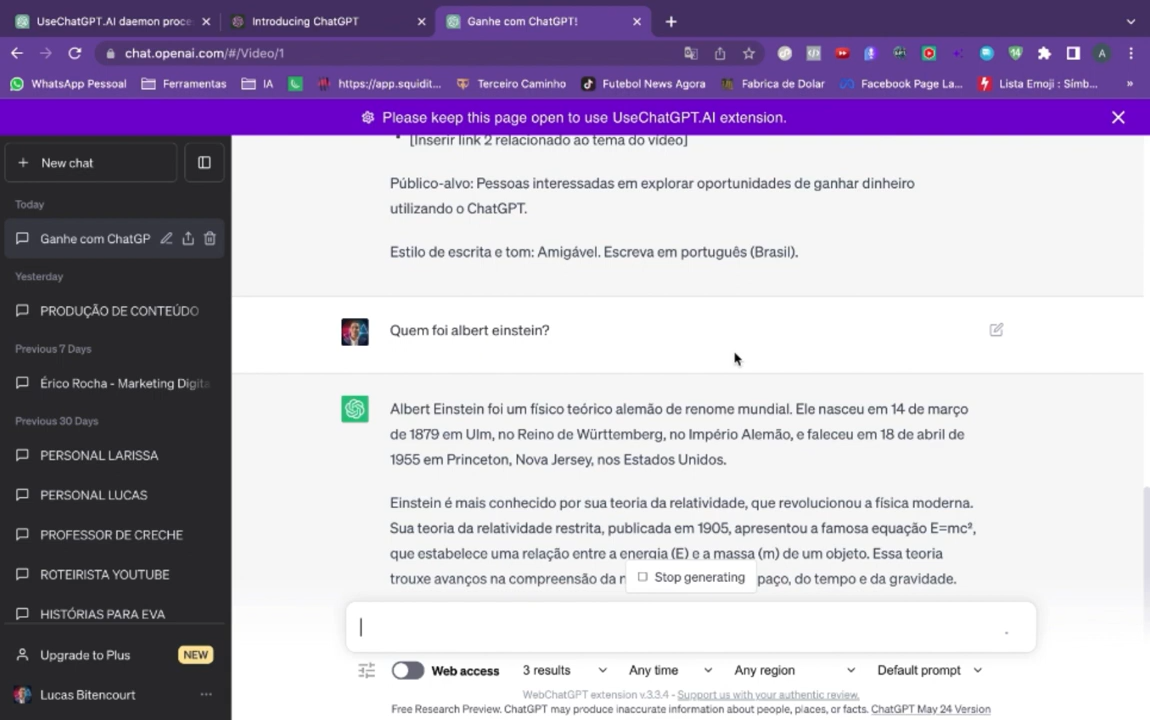 UseChatGPT.AI daemon proce
Introducing ChatGPT
Ganhe com ChatGPT!
chat.openai.com/#/Video/1
A
WhatsApp Pessoal
Ferramentas
IA
https://app.squidit...
Terceiro Caminho
Futebol News Agora
Fabrica de Dolar
Facebook Page La...
Lista Emoji : Símb...
»
Please keep this page open to use UseChatGPT.AI extension.
New chat
Today
Ganhe com ChatGP
Yesterday
PRODUÇÃO DE CONTEÚDO
Previous 7 Days
Érico Rocha - Marketing Digita
Previous 30 Days
PERSONAL LARISSA
PERSONAL LUCAS
PROFESSOR DE CRECHE
ROTEIRISTA YOUTUBE
HISTÓRIAS PARA EVA
Upgrade to Plus
NEW
Lucas Bitencourt
• [Inserir link 2 relacionado ao tema do vídeo]
Público-alvo: Pessoas interessadas em explorar oportunidades de ganhar dinheiro
utilizando o ChatGPT.
Estilo de escrita e tom: Amigável. Escreva em português (Brasil).
Quem foi albert einstein?
Albert Einstein foi um físico teórico alemão de renome mundial. Ele nasceu em 14 de março
de 1879 em Ulm, no Reino de Württemberg, no Império Alemão, e faleceu em 18 de abril de
1955 em Princeton, Nova Jersey, nos Estados Unidos.
Einstein é mais conhecido por sua teoria da relatividade, que revolucionou a física moderna.
Sua teoria da relatividade restrita, publicada em 1905, apresentou a famosa equação E=mc²,
que estabelece uma relação entre a energia (E) e a massa (m) de um objeto. Essa teoria
trouxe avanços na compreensão da
Stop generating
do tempo e da gravidade.
Web access
3 results
Any time
Any region
Default prompt
WebChatGPT extension v.3.3.4 - Support us with your authentic review.
Free Research Preview. ChatGPT may produce inaccurate information about people, places, or facts. ChatGPT May 24 Version